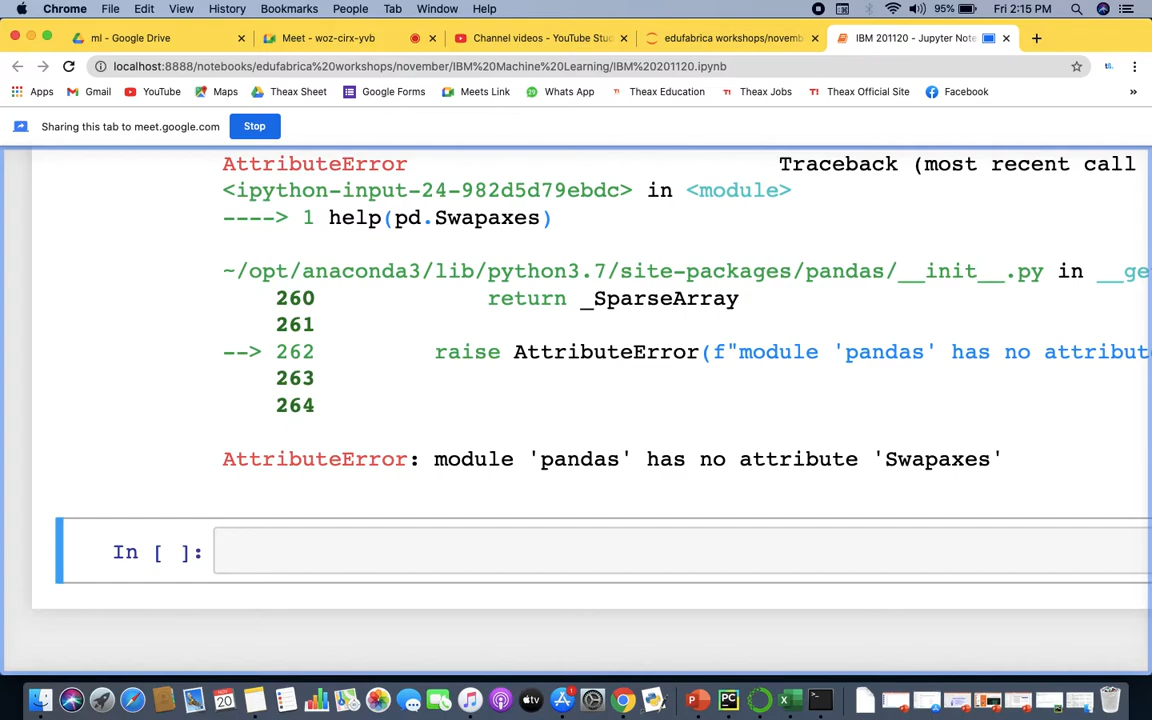 Chrome File Edit View History Bookmarks People Tab Window Help 95% Fri 2:15 PM
ml - Google Drive Meet - woz-cirx-yvb Channel videos - YouTube Stu edufabrica workshops/novemb IBM 201120 - Jupyter Note
localhost:8888/notebooks/edufabrica%20workshops/november/IBM%20Machine%20Learning/IBM%20201120.ipynb
Apps Gmail YouTube Maps Theax Sheet Google Forms Meets Link Whats App Theax Education Theax Jobs Theax Official Site Facebook »
Sharing this tab to meet.google.com Stop
AttributeError Traceback (most recent call
<ipython-input-24-982d5d79ebdc> in <module>
----> 1 help(pd.Swapaxes)
~/opt/anaconda3/lib/python3.7/site-packages/pandas/__init__.py in __ge
260 return _SparseArray
261
--> 262 raise AttributeError(f"module 'pandas' has no attribut
263
264
AttributeError: module 'pandas' has no attribute 'Swapaxes'
In [ ]: